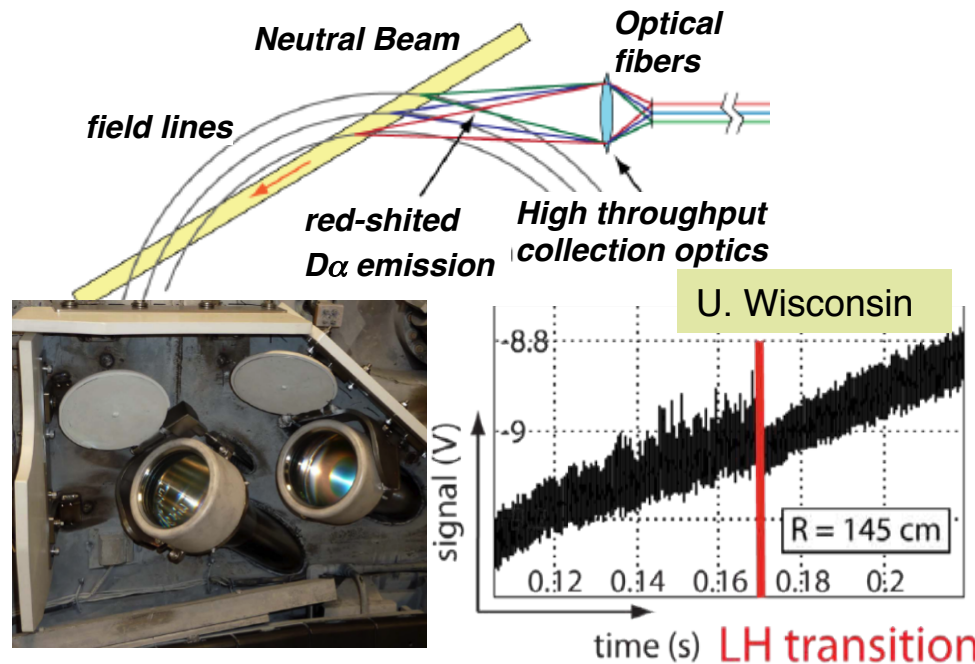 Neutral Beam
Optical
fibers
field lines
red-shited
Dα emission
High throughput
collection optics
U. Wisconsin
-8.8
-9
signal (V)
R = 145 cm
0.12 0.14 0.16 0.18 0.2
time (s) LH transition